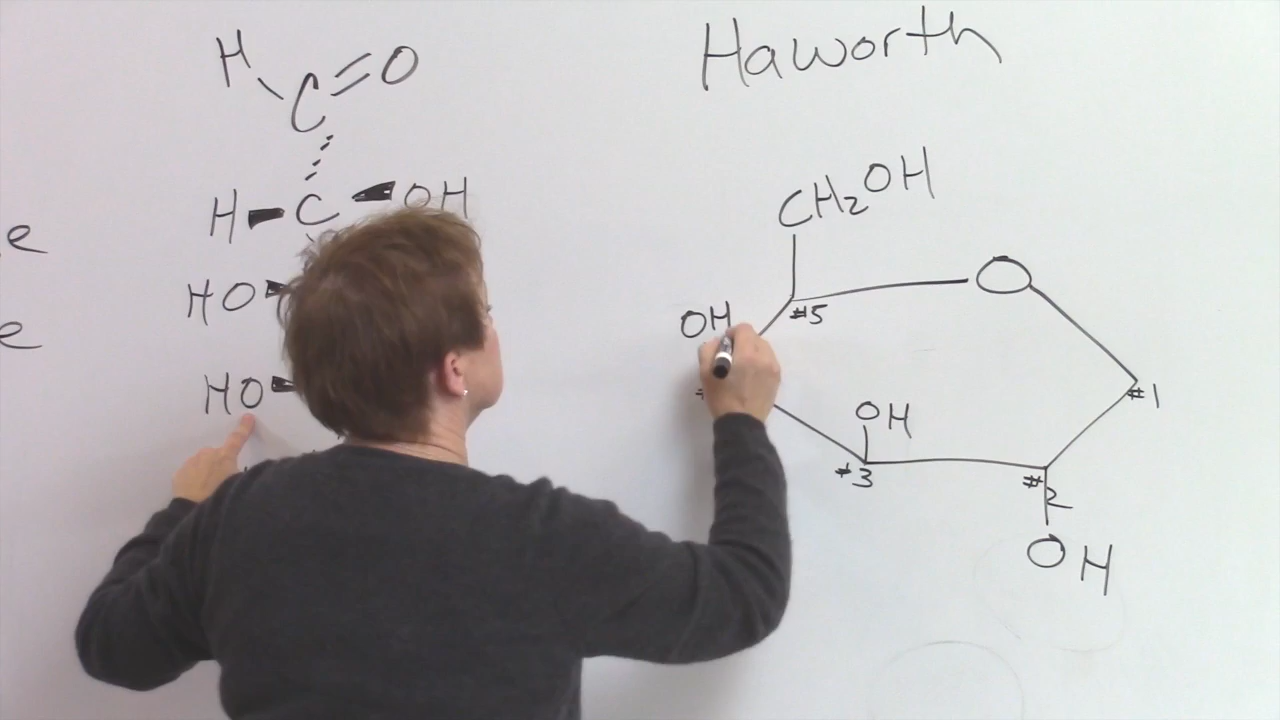 Haworth
H C=O
H-C-OH
HO
HO
e
e
CH₂OH
O
#5
OH
#1
OH
#3
#2
OH